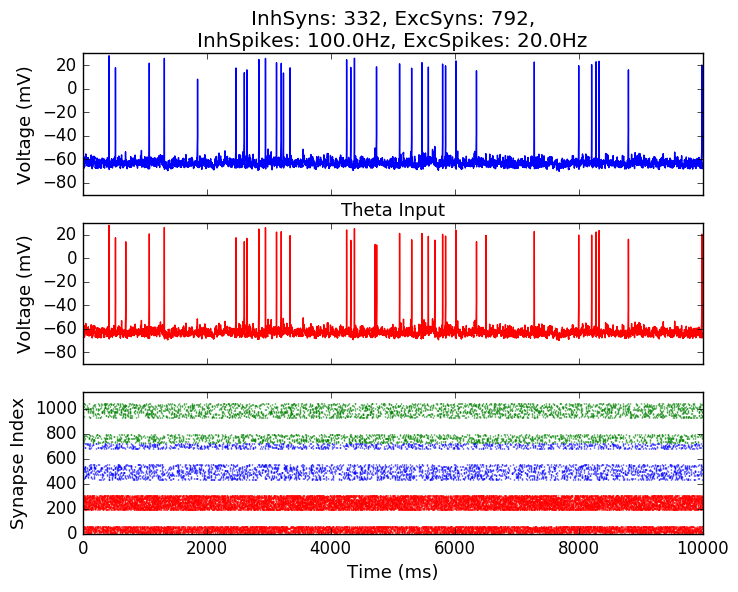 InhSyns: 332, ExcSyns: 792,
InhSpikes: 100.0Hz, ExcSpikes: 20.0Hz
20
0
−20
−40
−60
−80
Voltage (mV)
Theta Input
20
0
−20
−40
−60
−80
Voltage (mV)
1000
800
600
400
200
0
Synapse Index
0 2000 4000 6000 8000 10000
Time (ms)